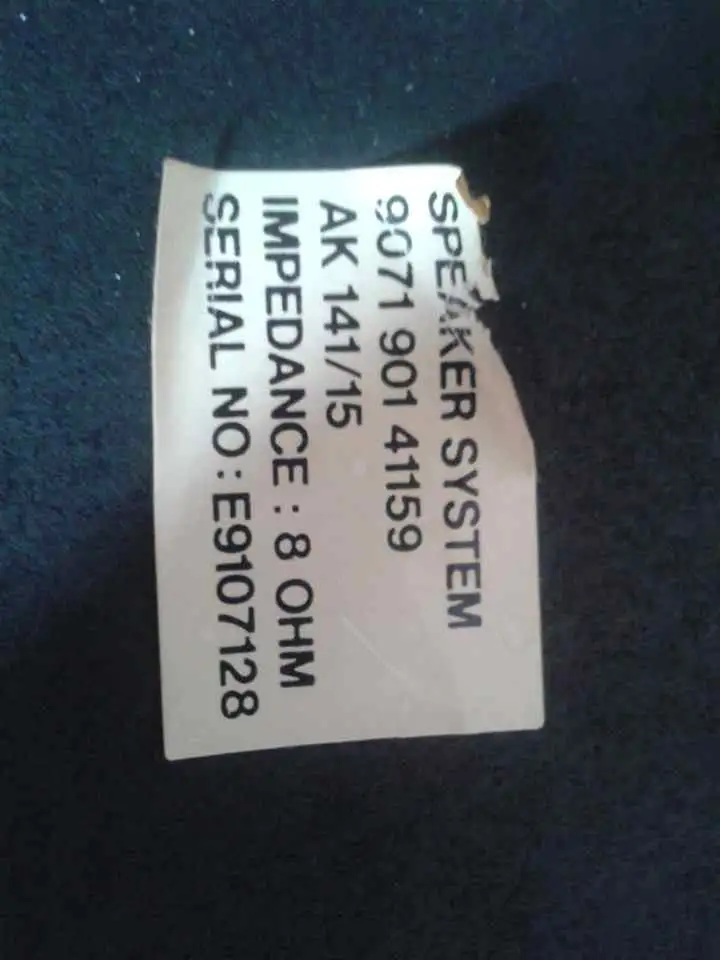 SPEAKER SYSTEM
9071 901 41159
AK 141/15
IMPEDANCE : 8 OHM
SERIAL NO : E9107128